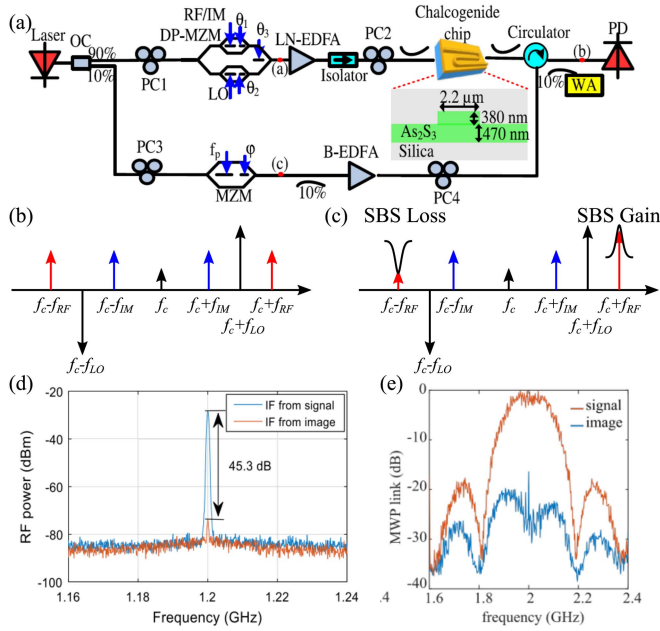 (a)
Laser
OC
90%
10%
PC1
RF/IM
DP-MZM
θ1
θ3
(a)
LO
θ2
LN-EDFA
Isolator
PC2
Chalcogenide
chip
Circulator
(b)
PD
10%
WA
2.2 µm
380 nm
As2S3
470 nm
Silica
PC3
fp
φ
(c)
MZM
10%
B-EDFA
PC4
(b)
fc-fRF
fc-fIM
fc
fc+fIM
fc+fRF
fc+fLO
fc-fLO
(c) SBS Loss
SBS Gain
fc-fRF
fc-fIM
fc
fc+fIM
fc+fRF
fc+fLO
fc-fLO
(d)
RF power (dBm)
-20
-40
-60
-80
-100
IF from signal
IF from image
45.3 dB
1.16
1.18
1.2
1.22
1.24
Frequency (GHz)
(e)
MWP link (dB)
0
-10
-20
-30
-40
signal
image
.4
1.6
1.8
2
2.2
2.4
frequency (GHz)